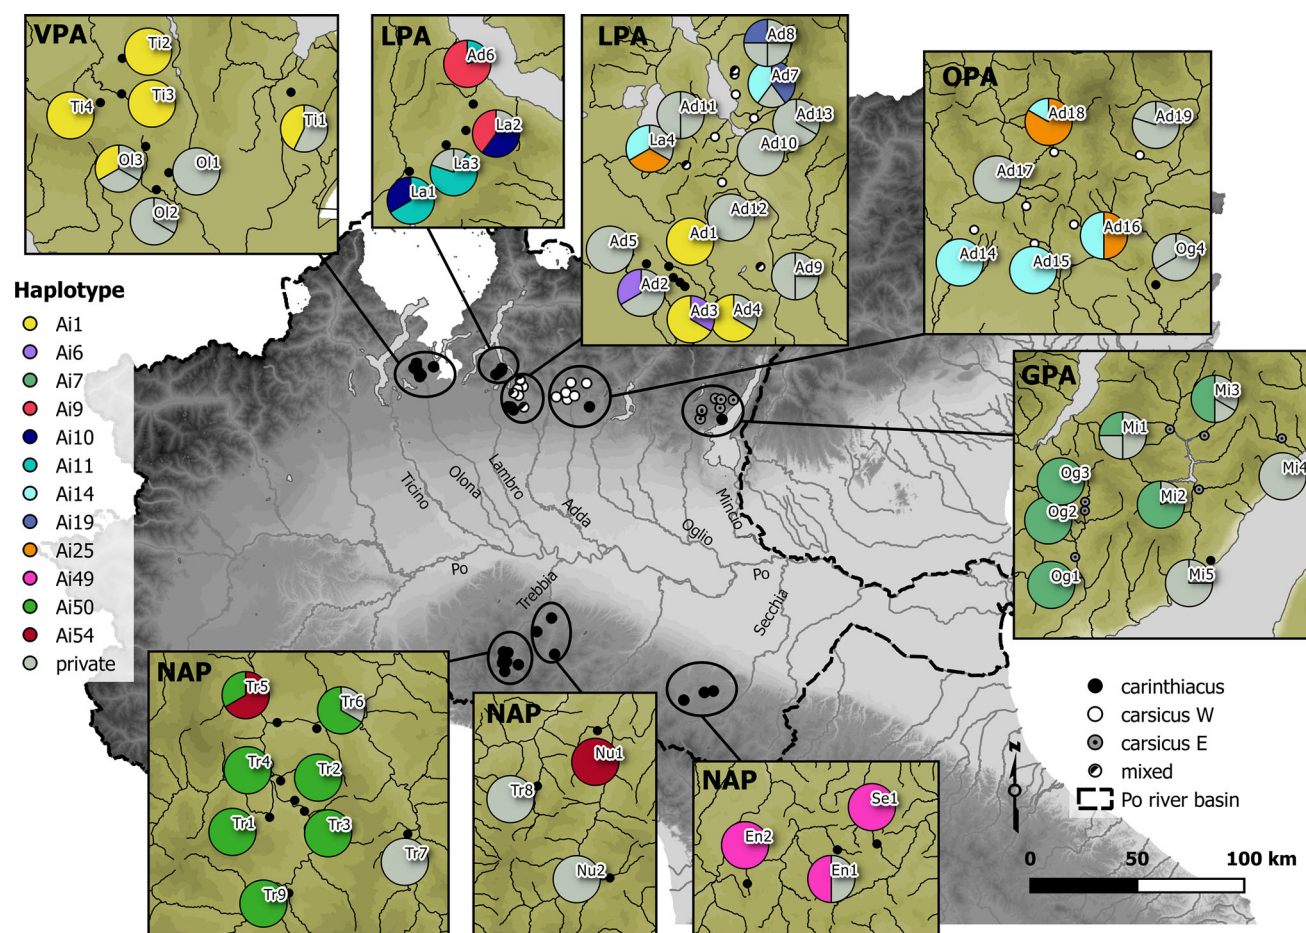 VPA
Ti2
Ti3
Ti4
Ti1
Ol3
Ol1
Ol2
LPA
Ad6
La2
La3
La1
LPA
Ad8
Ad7
Ad11
Ad13
La4
Ad10
Ad12
Ad1
Ad5
Ad2
Ad9
Ad3
Ad4
OPA
Ad18
Ad19
Ad17
Ad16
Ad14
Ad15
Og4
GPA
Mi3
Mi1
Og3
Mi4
Mi2
Og2
Og1
Mi5
Haplotype
Ai1
Ai6
Ai7
Ai9
Ai10
Ai11
Ai14
Ai19
Ai25
Ai49
Ai50
Ai54
private
Ticino
Olona
Lambro
Adda
Oglio
Mincio
Po
Po
Trebbia
Secchia
NAP
Tr5
Tr6
Tr4
Tr2
Tr1
Tr3
Tr7
Tr9
NAP
Nu1
Tr8
Nu2
NAP
Se1
En2
En1
carinthiacus
carsicus W
carsicus E
mixed
Po river basin
N
0 50 100 km